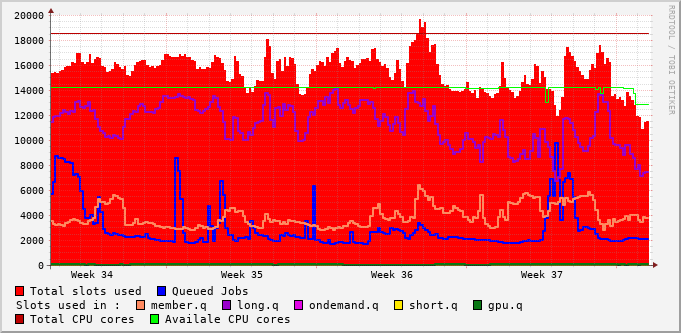 20000
18000
16000
14000
12000
10000
8000
6000
4000
2000
0
Week 34 Week 35 Week 36 Week 37
Total slots used Queued Jobs
Slots used in : member.q long.q ondemand.q short.q gpu.q
Total CPU cores Availale CPU cores
RRDTOOL / TOBI OETIKER